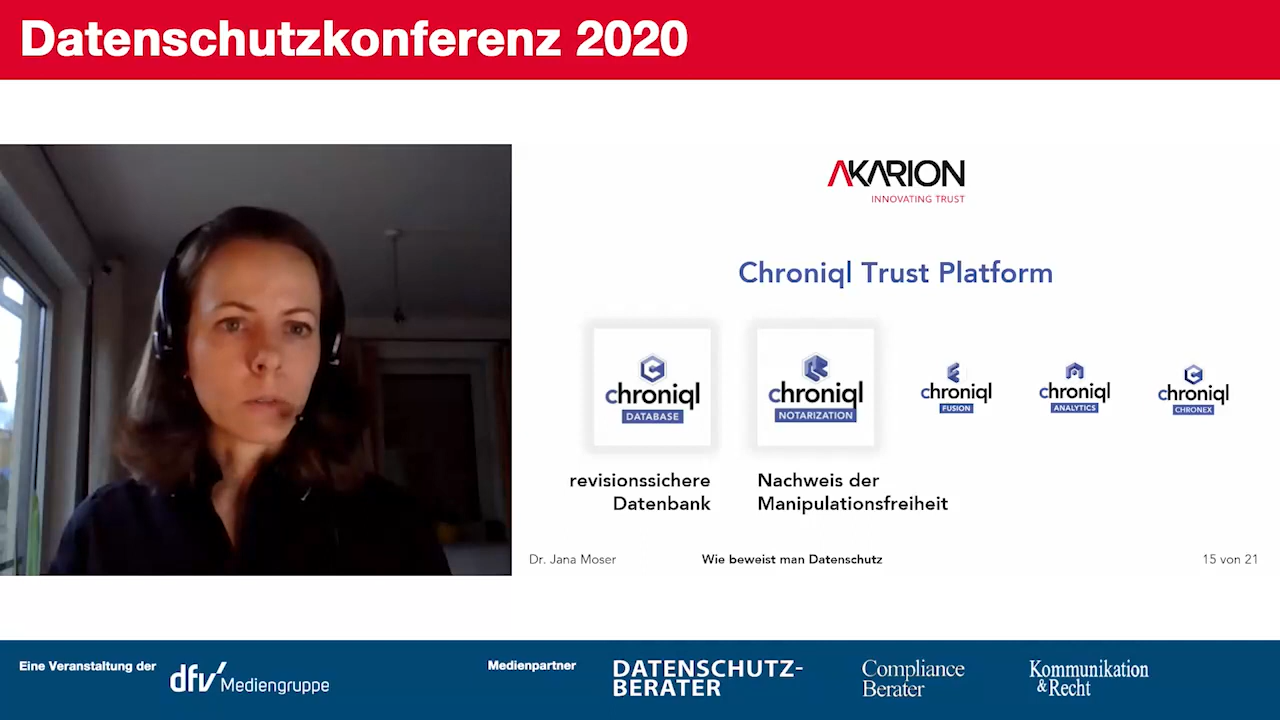 Datenschutzkonferenz 2020
AKARION
INNOVATING TRUST
Chroniql Trust Platform
chroniql
DATABASE
chroniql
NOTARIZATION
chroniql
FUSION
chroniql
ANALYTICS
chroniql
CHRONEX
revisionssichere
Datenbank
Nachweis der
Manipulationsfreiheit
Dr. Jana Moser
Wie beweist man Datenschutz
15 von 21
Eine Veranstaltung der
dfv Mediengruppe
Medienpartner
DATENSCHUTZ-
BERATER
Compliance
Berater
Kommunikation
&Recht